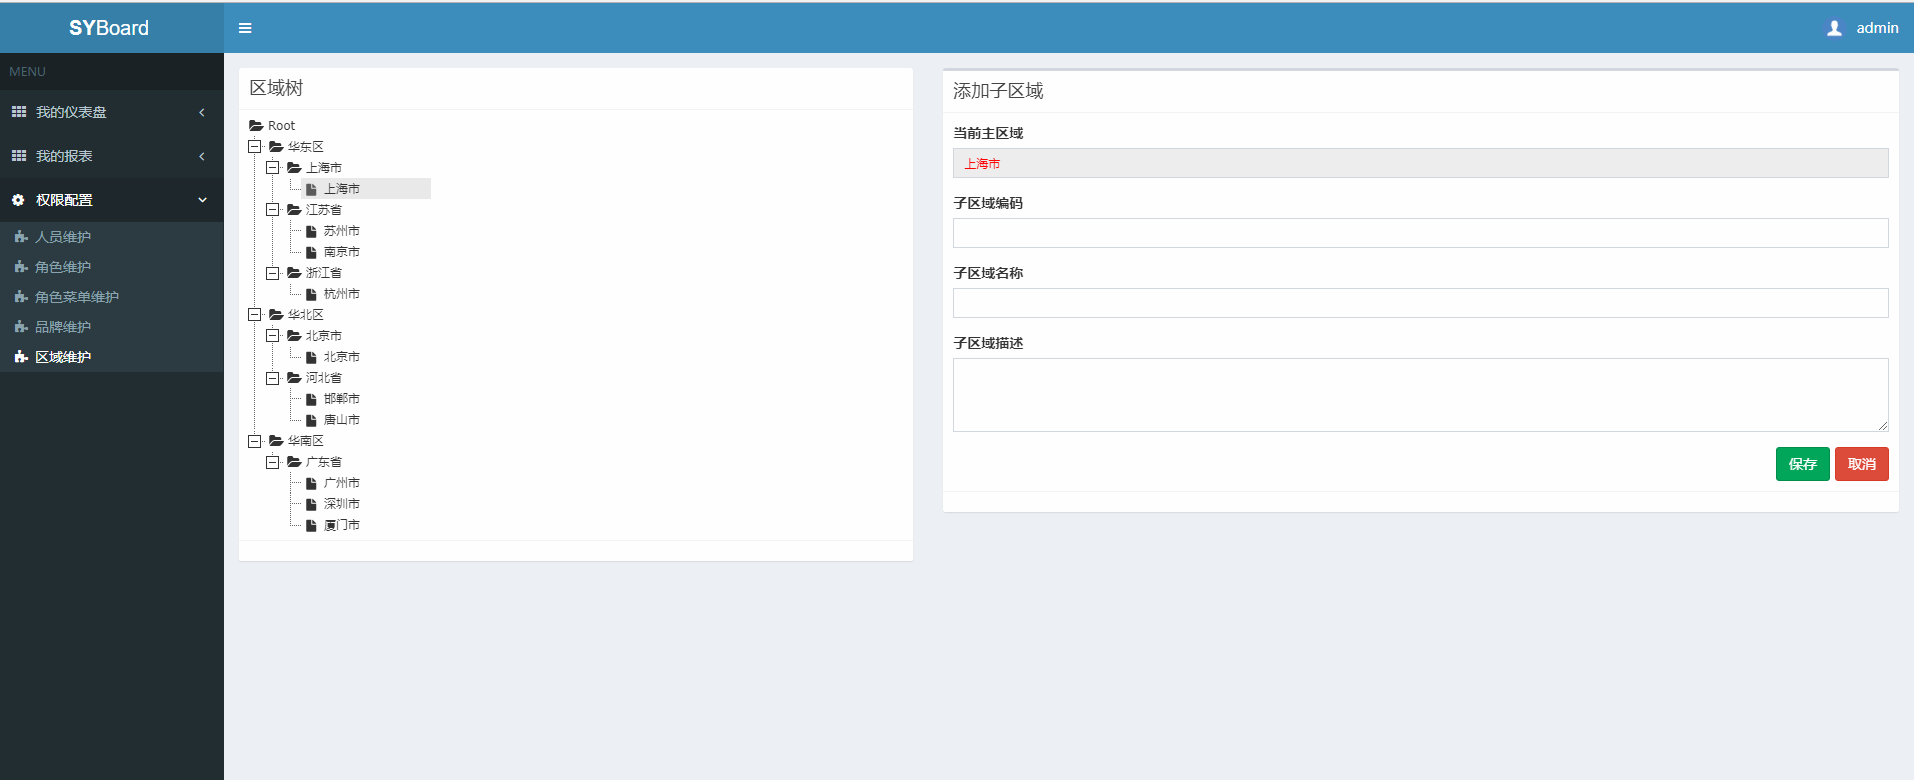 SYBoard
admin
MENU
我的仪表盘
我的报表
权限配置
人员维护
角色维护
角色菜单维护
品牌维护
区域维护
区域树
Root
华东区
上海市
上海市
江苏省
苏州市
南京市
浙江省
杭州市
华北区
北京市
北京市
河北省
邯郸市
唐山市
华南区
广东省
广州市
深圳市
厦门市
添加子区域
当前主区域
上海市
子区域编码
子区域名称
子区域描述
保存 取消